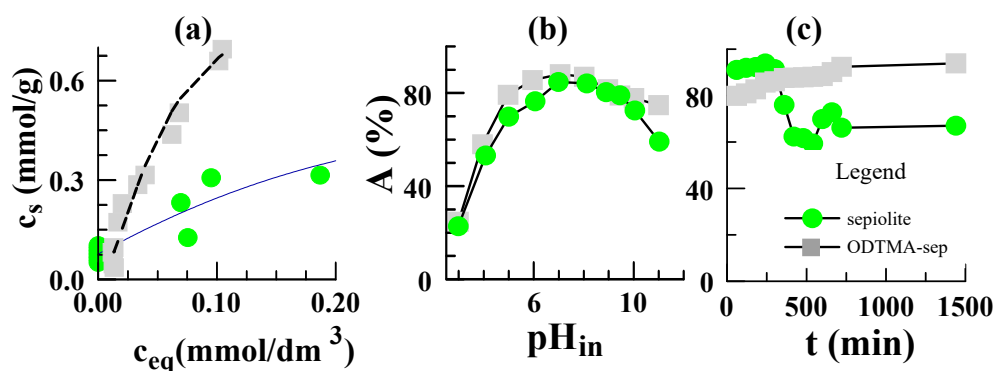 (a)
(b)
(c)
c_s (mmol/g)
0.6
0.3
0.0
0.00
0.10
0.20
c_eq(mmol/dm ^3)
A (%)
80
40
0
6
10
pH_in
80
40
0
0
500
1000
1500
t (min)
Legend
sepiolite
ODTMA-sep